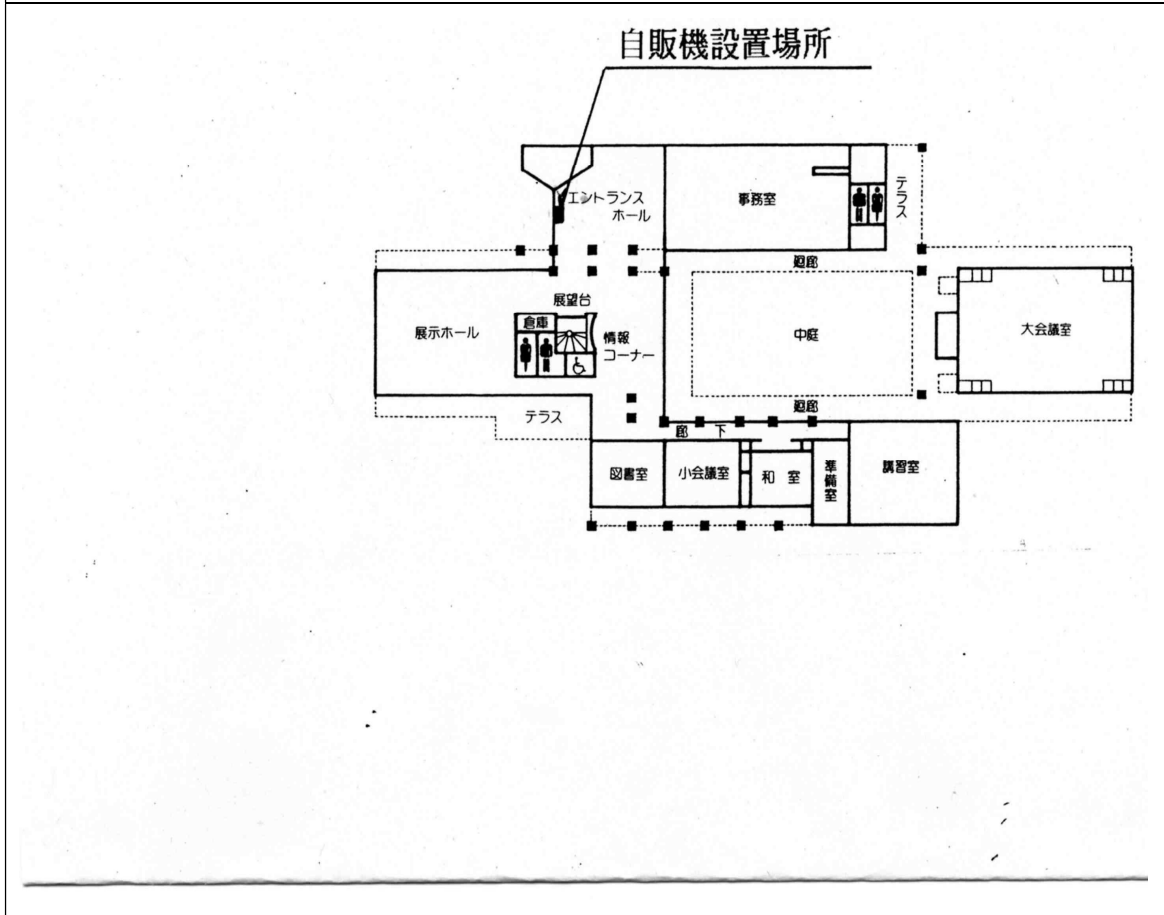 自販機設置場所
エントランス
ホール
事務室
テラス
廻廊
展望台
倉庫
展示ホール
情報
コーナー
中庭
大会議室
テラス
廻廊
廊 下
図書室
小会議室
和 室
準備室
講習室